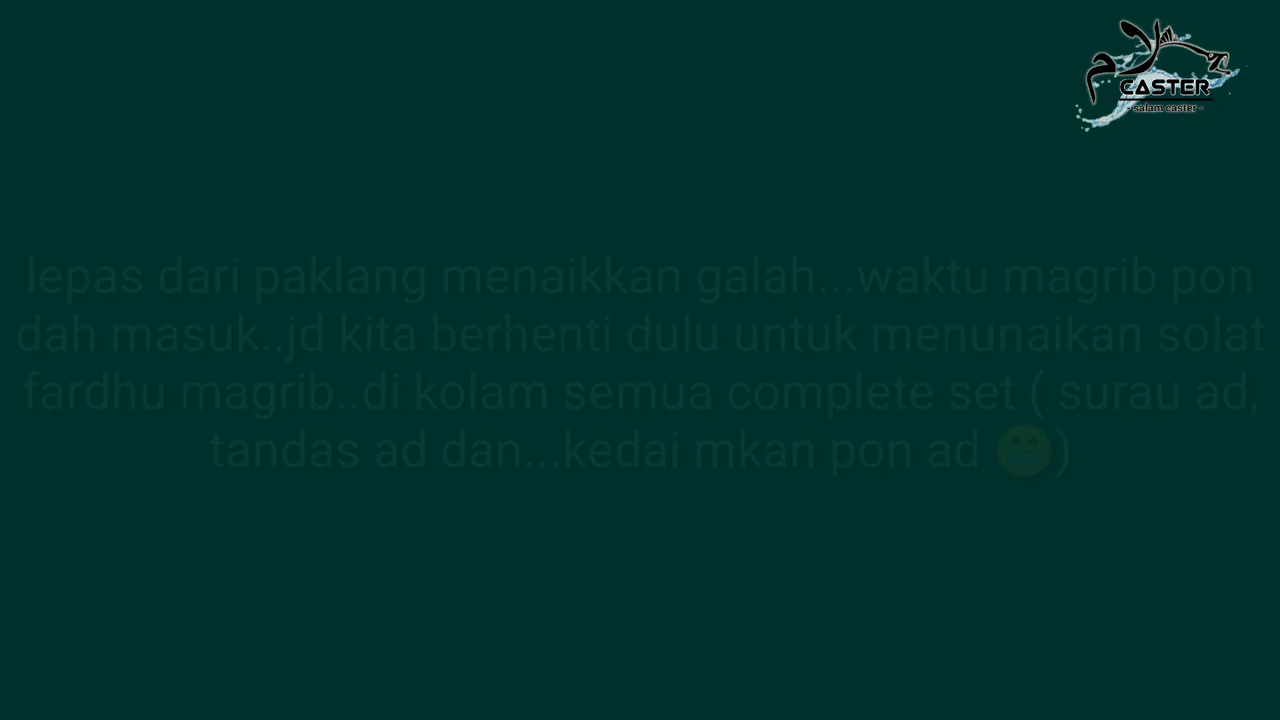 سلام
CASTER
- salam caster -
lepas dari paklang menaikkan galah...waktu magrib pon
dah masuk..jd kita berhenti dulu untuk menunaikan solat
fardhu magrib..di kolam semua complete set ( surau ad,
tandas ad dan...kedai mkan pon ad 😁)